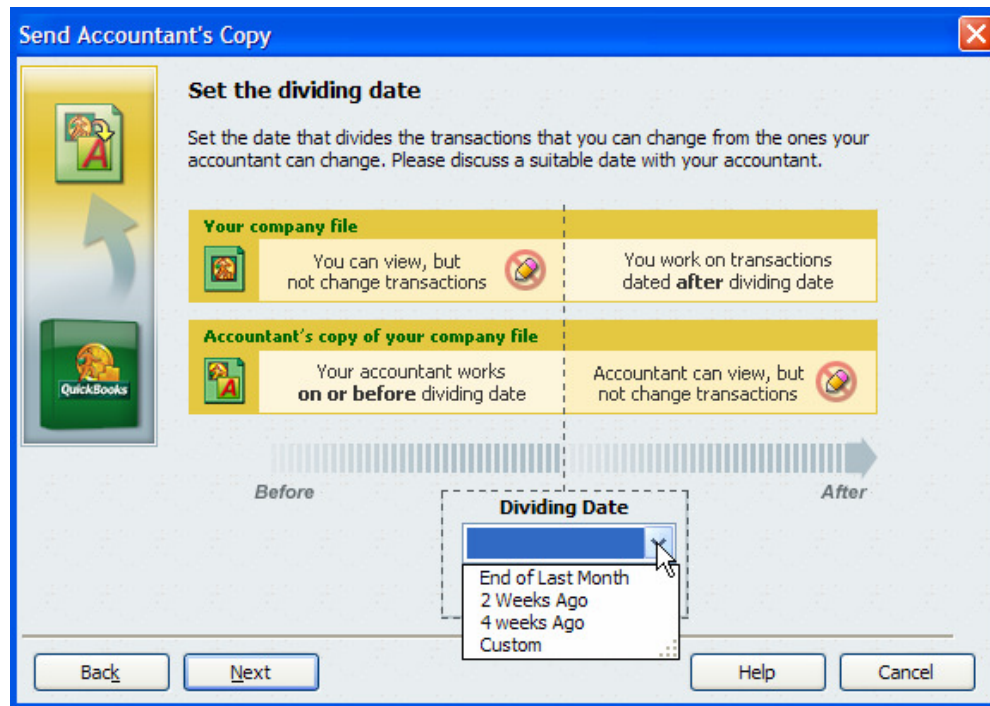 Send Accountant's Copy
Set the dividing date
Set the date that divides the transactions that you can change from the ones your
accountant can change. Please discuss a suitable date with your accountant.
Your company file
You can view, but
not change transactions
You work on transactions
dated after dividing date
Accountant's copy of your company file
Your accountant works
on or before dividing date
Accountant can view, but
not change transactions
QuickBooks
Before
After
Dividing Date
End of Last Month
2 Weeks Ago
4 weeks Ago
Custom
Back
Next
Help
Cancel